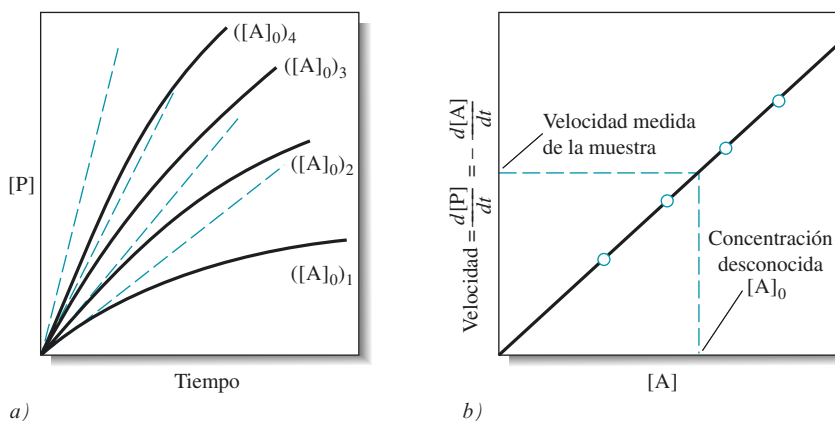 ([A]₀)₄
([A]₀)₃
([A]₀)₂
([A]₀)₁
[P]
Tiempo
a)
Velocidad = d[P]/dt = − d[A]/dt
Velocidad medida
de la muestra
Concentración
desconocida
[A]₀
[A]
b)